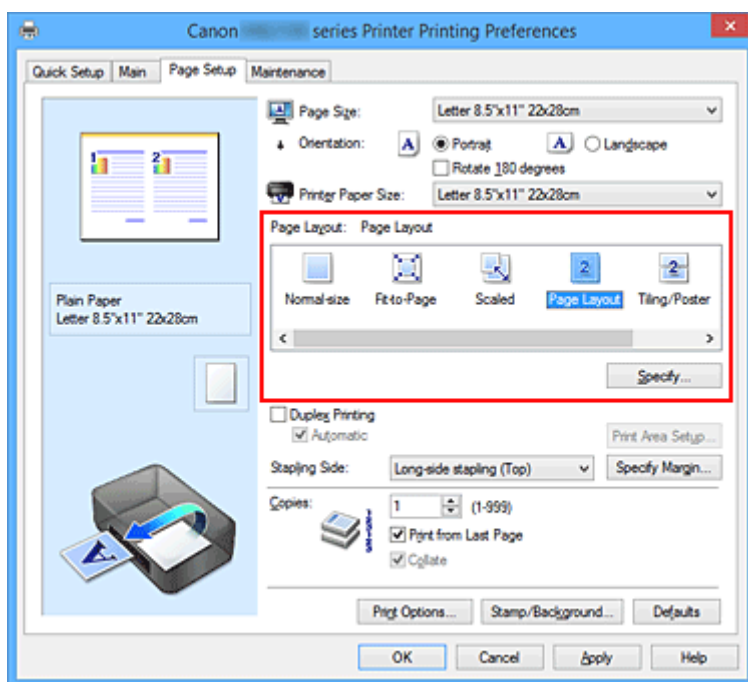 Canon series Printer Printing Preferences
Quick Setup Main Page Setup Maintenance
Page Size: Letter 8.5"x11" 22x28cm
Orientation: A Portrait A Landscape
Rotate 180 degrees
Printer Paper Size: Letter 8.5"x11" 22x28cm
1 2
Page Layout: Page Layout
2 2
Normal-size Fit-to-Page Scaled Page Layout Tiling/Poster
Plain Paper
Letter 8.5"x11" 22x28cm
Specify...
Duplex Printing
Automatic
Print Area Setup...
Stapling Side: Long-side stapling (Top) Specify Margin...
Copies: 1 (1-999)
Print from Last Page
Collate
A
Print Options... Stamp/Background... Defaults
OK Cancel Apply Help